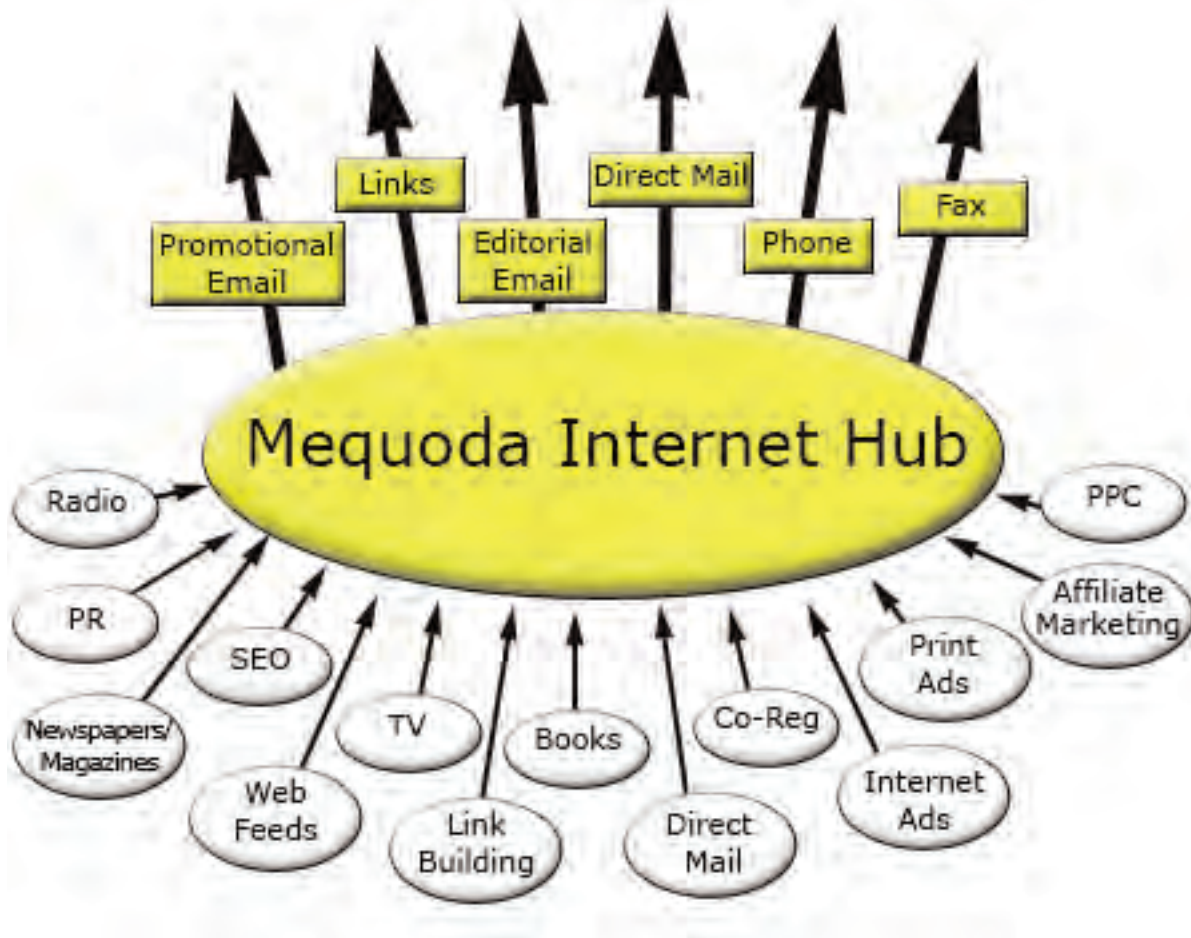 Direct Mail
Links
Fax
Promotional
Email
Editorial
Email
Phone
Mequoda Internet Hub
Radio
PPC
PR
Affiliate
Marketing
SEO
Print
Ads
Newspapers/
Magazines
TV
Books
Co-Reg
Web
Feeds
Internet
Ads
Link
Building
Direct
Mail